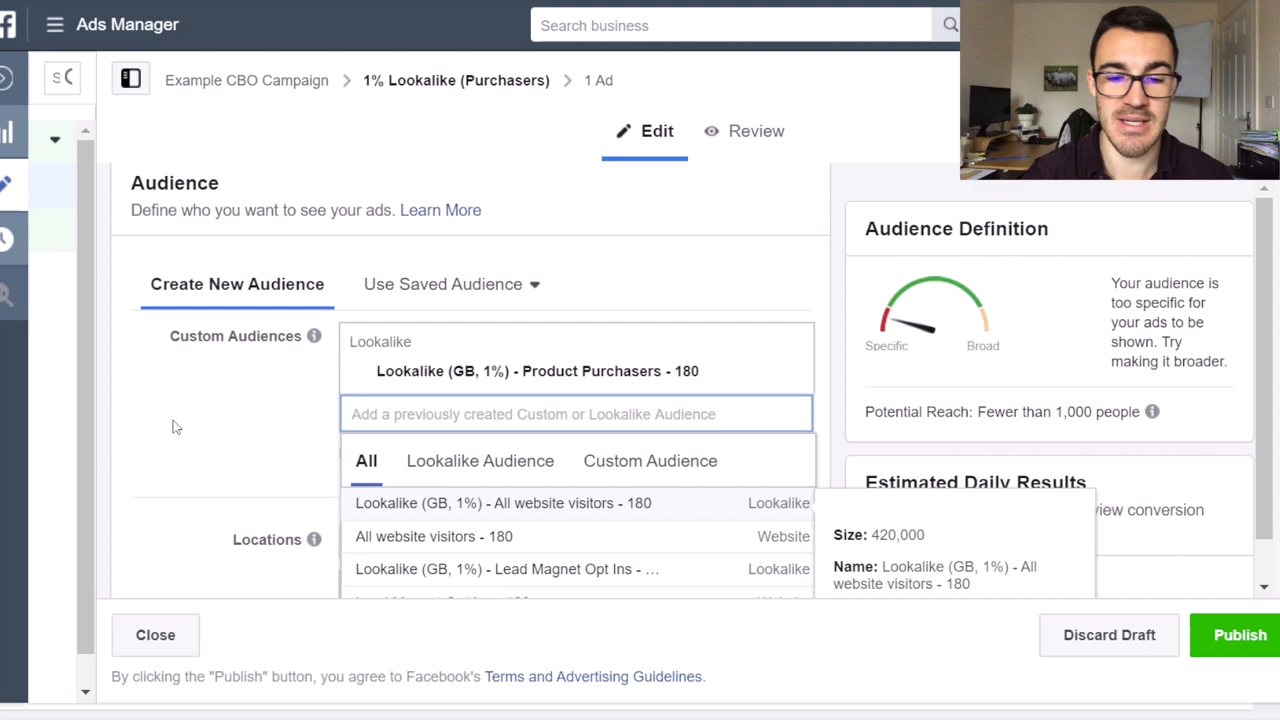 Ads Manager
Search business
S
Example CBO Campaign
1% Lookalike (Purchasers)
1 Ad
Edit
Review
Audience
Define who you want to see your ads. Learn More
Create New Audience
Use Saved Audience
Custom Audiences
Lookalike
Lookalike (GB, 1%) - Product Purchasers - 180
Add a previously created Custom or Lookalike Audience
All
Lookalike Audience
Custom Audience
Lookalike (GB, 1%) - All website visitors - 180 Lookalike
All website visitors - 180 Website
Lookalike (GB, 1%) - Lead Magnet Opt Ins - … Lookalike
Locations
Audience Definition
Specific
Broad
Your audience is
too specific for
your ads to be
shown. Try
making it broader.
Potential Reach: Fewer than 1,000 people
Estimated Daily Results
view conversion
Size: 420,000
Name: Lookalike (GB, 1%) - All
website visitors - 180
Close
Discard Draft
Publish
By clicking the "Publish" button, you agree to Facebook's Terms and Advertising Guidelines.